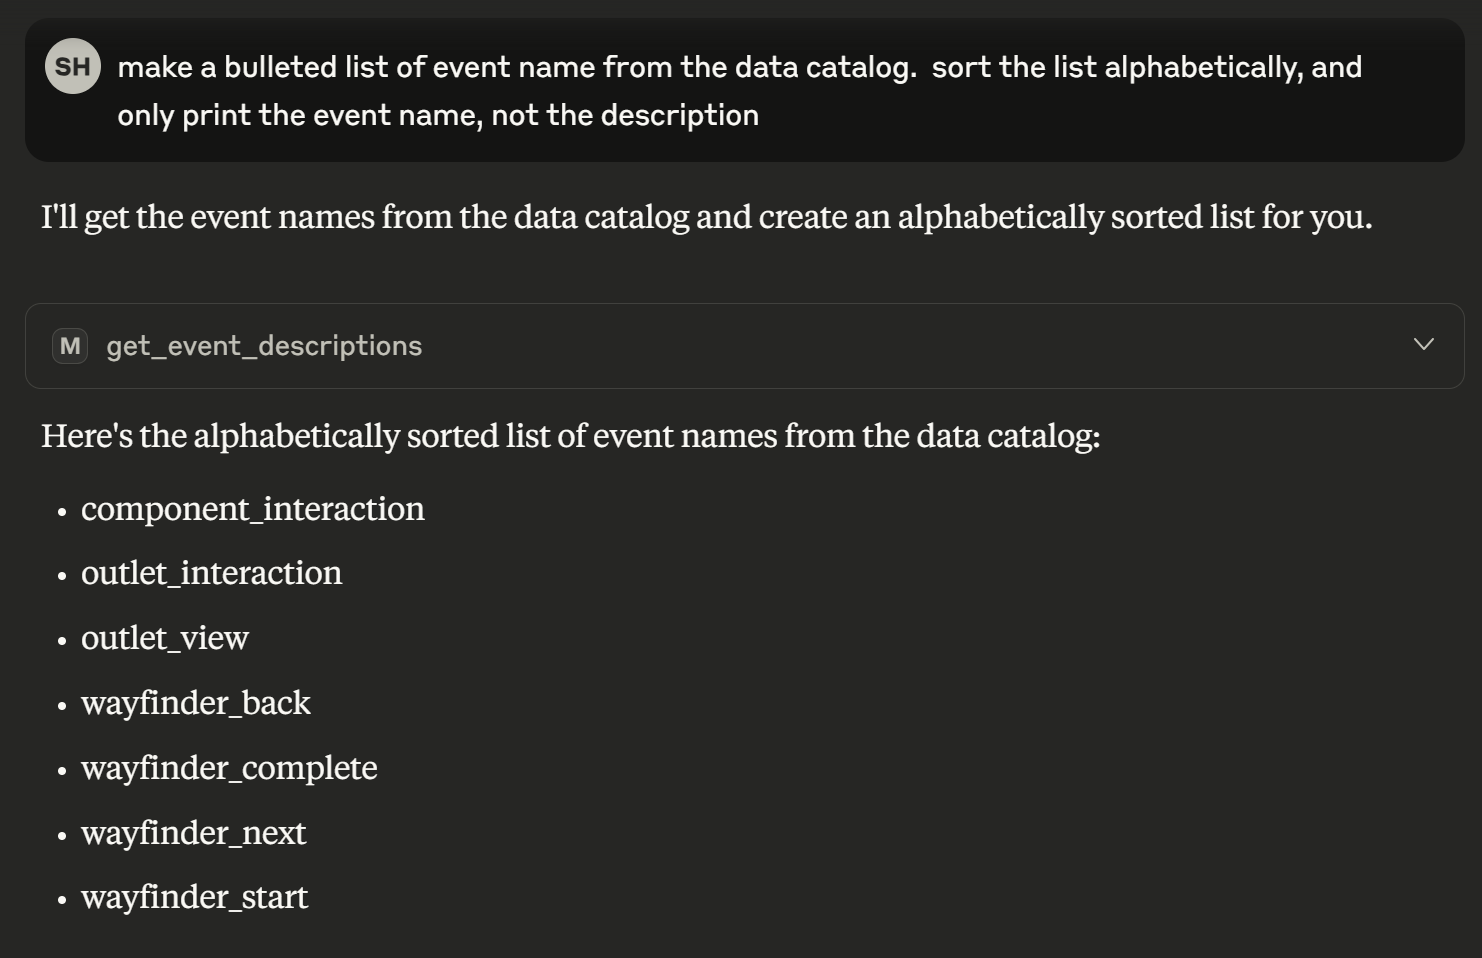 SH
make a bulleted list of event name from the data catalog.  sort the list alphabetically, and
only print the event name, not the description
I'll get the event names from the data catalog and create an alphabetically sorted list for you.
M get_event_descriptions
Here's the alphabetically sorted list of event names from the data catalog:
• component_interaction
• outlet_interaction
• outlet_view
• wayfinder_back
• wayfinder_complete
• wayfinder_next
• wayfinder_start